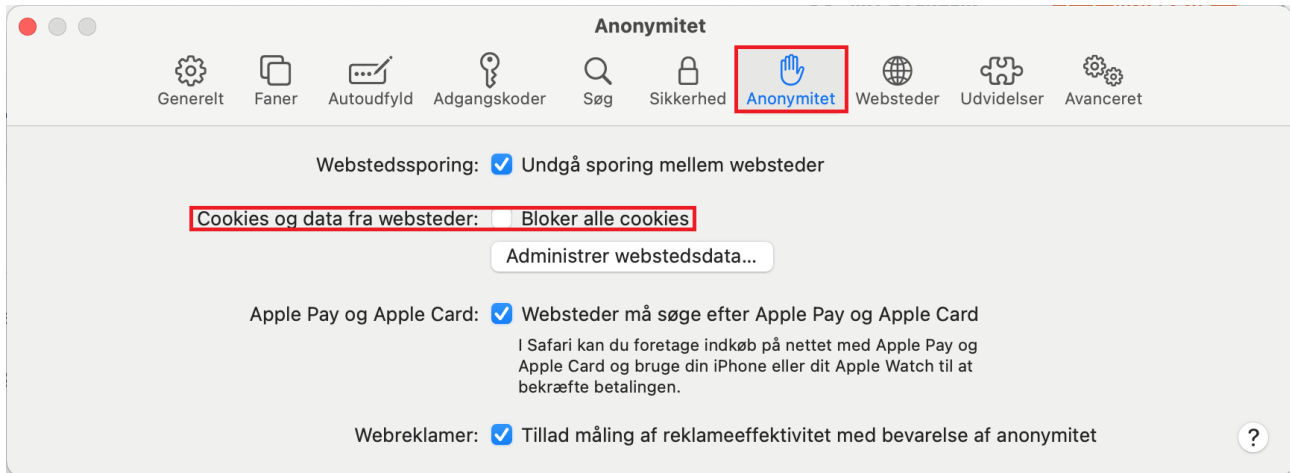 Anonymitet
Generelt Faner Autoudfyld Adgangskoder Søg Sikkerhed Anonymitet Websteder Udvidelser Avanceret
Webstedssporing: Undgå sporing mellem websteder
Cookies og data fra websteder: Bloker alle cookies
Administrer webstedsdata...
Apple Pay og Apple Card: Websteder må søge efter Apple Pay og Apple Card
I Safari kan du foretage indkøb på nettet med Apple Pay og
Apple Card og bruge din iPhone eller dit Apple Watch til at
bekræfte betalingen.
Webreklamer: Tillad måling af reklameeffektivitet med bevarelse af anonymitet
?